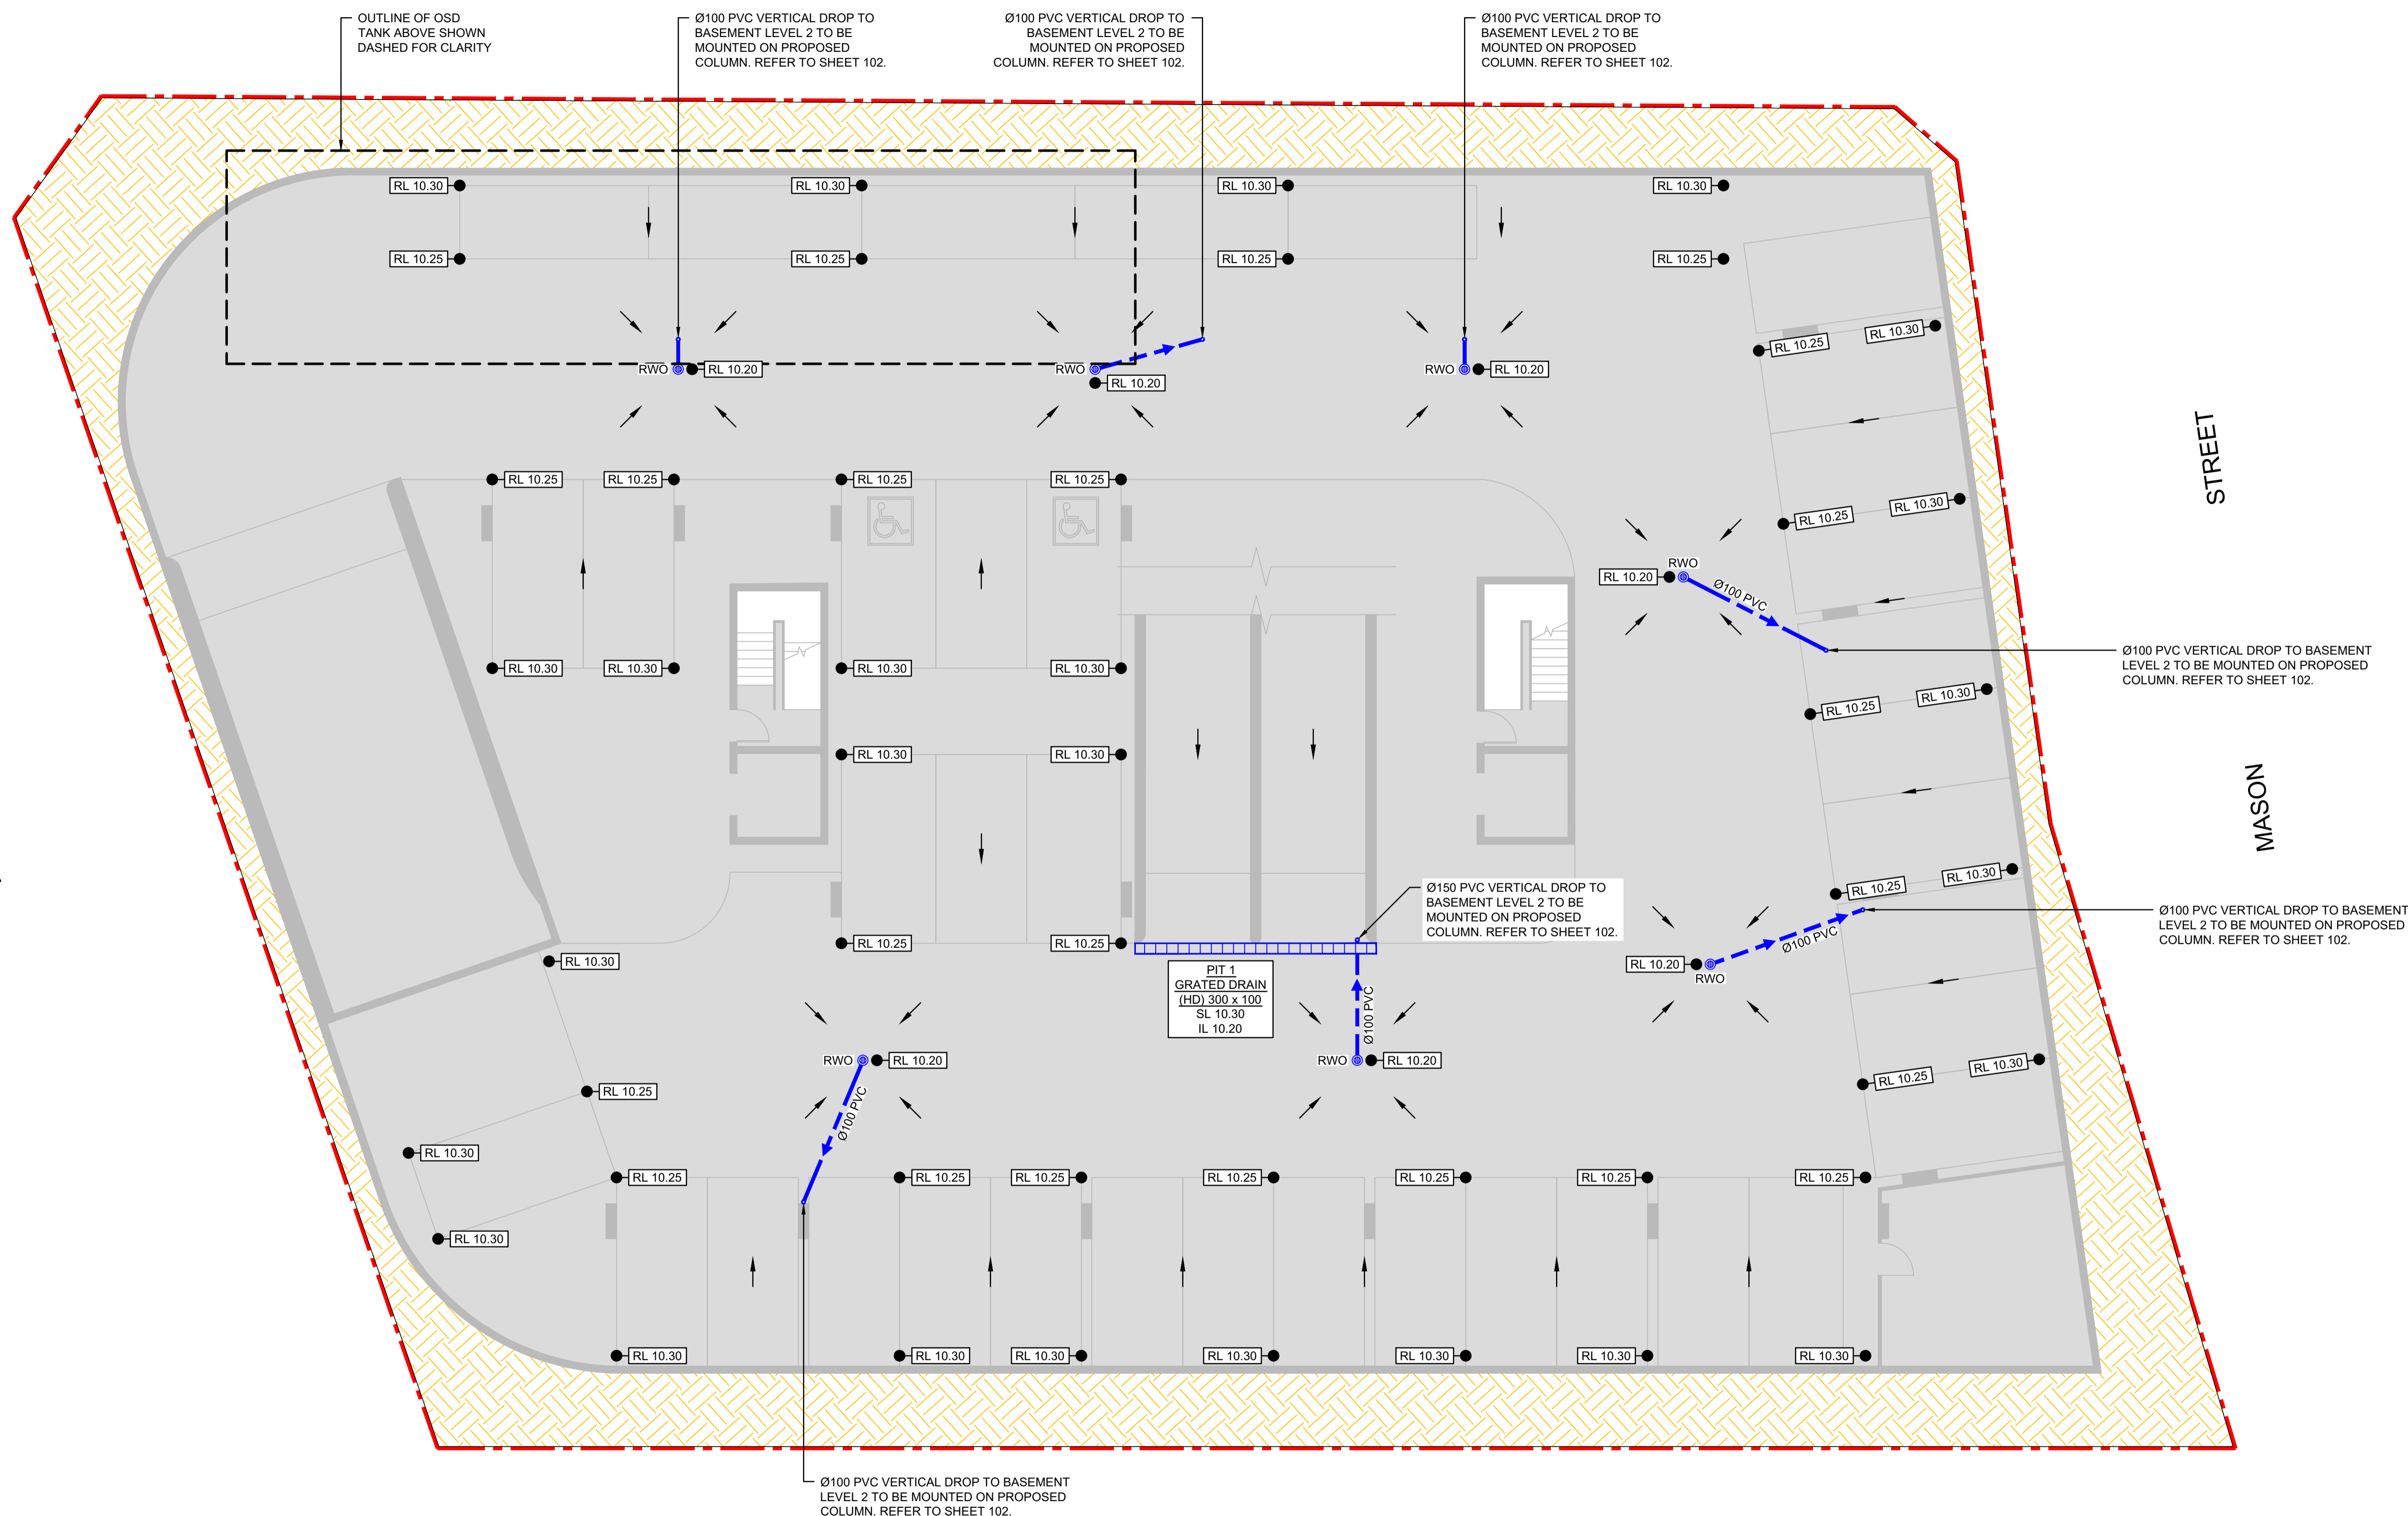 OUTLINE OF OSD
TANK ABOVE SHOWN
DASHED FOR CLARITY
Ø100 PVC VERTICAL DROP TO
BASEMENT LEVEL 2 TO BE
MOUNTED ON PROPOSED
COLUMN. REFER TO SHEET 102.
Ø100 PVC VERTICAL DROP TO
BASEMENT LEVEL 2 TO BE
MOUNTED ON PROPOSED
COLUMN. REFER TO SHEET 102.
Ø100 PVC VERTICAL DROP TO
BASEMENT LEVEL 2 TO BE
MOUNTED ON PROPOSED
COLUMN. REFER TO SHEET 102.
RL 10.30
RL 10.30
RL 10.30
RL 10.30
RL 10.25
RL 10.25
RL 10.25
RL 10.25
RL 10.25
RL 10.30
RWO
RL 10.20
RWO
RL 10.20
RWO
RL 10.20
STREET
RL 10.25
RL 10.25
RL 10.25
RL 10.25
RL 10.25
RL 10.30
RWO
RL 10.20
Ø100 PVC
Ø100 PVC VERTICAL DROP TO BASEMENT
LEVEL 2 TO BE MOUNTED ON PROPOSED
COLUMN. REFER TO SHEET 102.
RL 10.30
RL 10.30
RL 10.30
RL 10.30
RL 10.25
RL 10.30
RL 10.30
RL 10.30
MASON
RL 10.25
RL 10.30
Ø150 PVC VERTICAL DROP TO
BASEMENT LEVEL 2 TO BE
MOUNTED ON PROPOSED
COLUMN. REFER TO SHEET 102.
Ø100 PVC VERTICAL DROP TO BASEMENT
LEVEL 2 TO BE MOUNTED ON PROPOSED
COLUMN. REFER TO SHEET 102.
RL 10.25
RL 10.25
Ø100 PVC
RL 10.30
RL 10.20
RWO
PIT 1
GRATED DRAIN
(HD) 300 x 100
SL 10.30
IL 10.20
Ø100 PVC
RWO
RL 10.20
RWO
RL 10.20
RL 10.25
RL 10.30
RL 10.25
Ø100 PVC
RL 10.30
RL 10.25
RL 10.25
RL 10.25
RL 10.25
RL 10.25
RL 10.25
RL 10.25
RL 10.30
RL 10.30
RL 10.30
RL 10.30
RL 10.30
RL 10.30
RL 10.30
RL 10.30
Ø100 PVC VERTICAL DROP TO BASEMENT
LEVEL 2 TO BE MOUNTED ON PROPOSED
COLUMN. REFER TO SHEET 102.